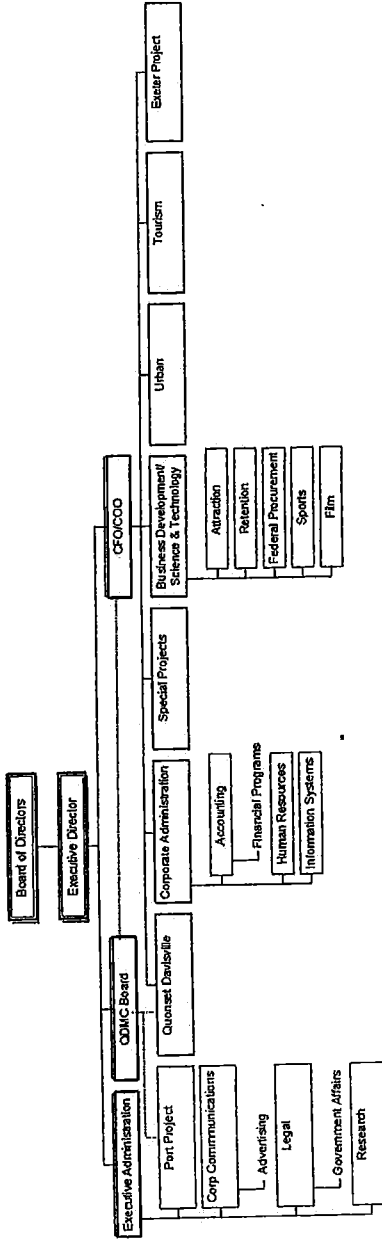 Board of Directors
Executive Director
Executive Administration
QDMC Board
CFO/COO
Port Project
Quonset Davisville
Corporate Administration
Special Projects
Business Development/
Science & Technology
Urban
Tourism
Exeter Project
Corp Commmunications
Advertising
Legal
Government Affairs
Research
Accounting
Financial Programs
Human Resources
Information Systems
Attraction
Retention
Federal Procurement
Sports
Film